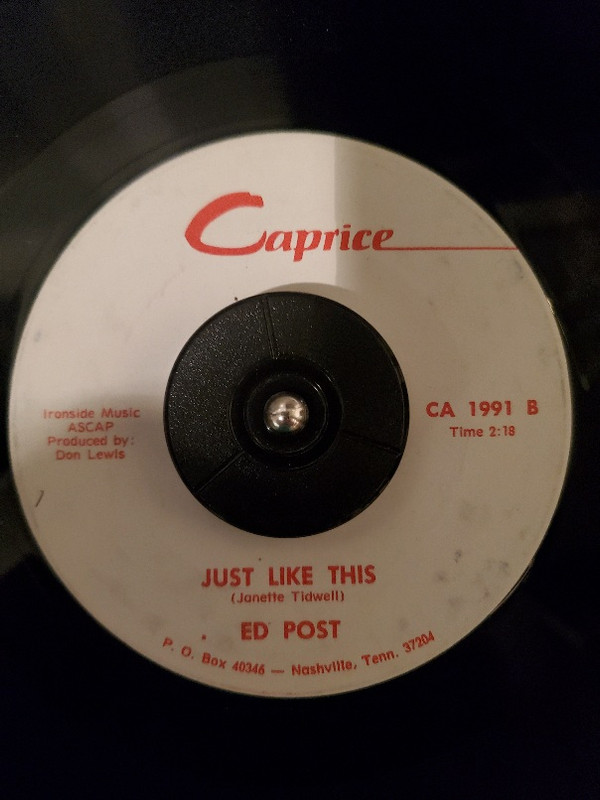 Caprice
Ironside Music
ASCAP
Produced by:
Don Lewis
CA 1991 B
Time 2:18
JUST LIKE THIS
(Janette Tidwell)
ED POST
P. O. Box 40346 — Nashville, Tenn. 37204